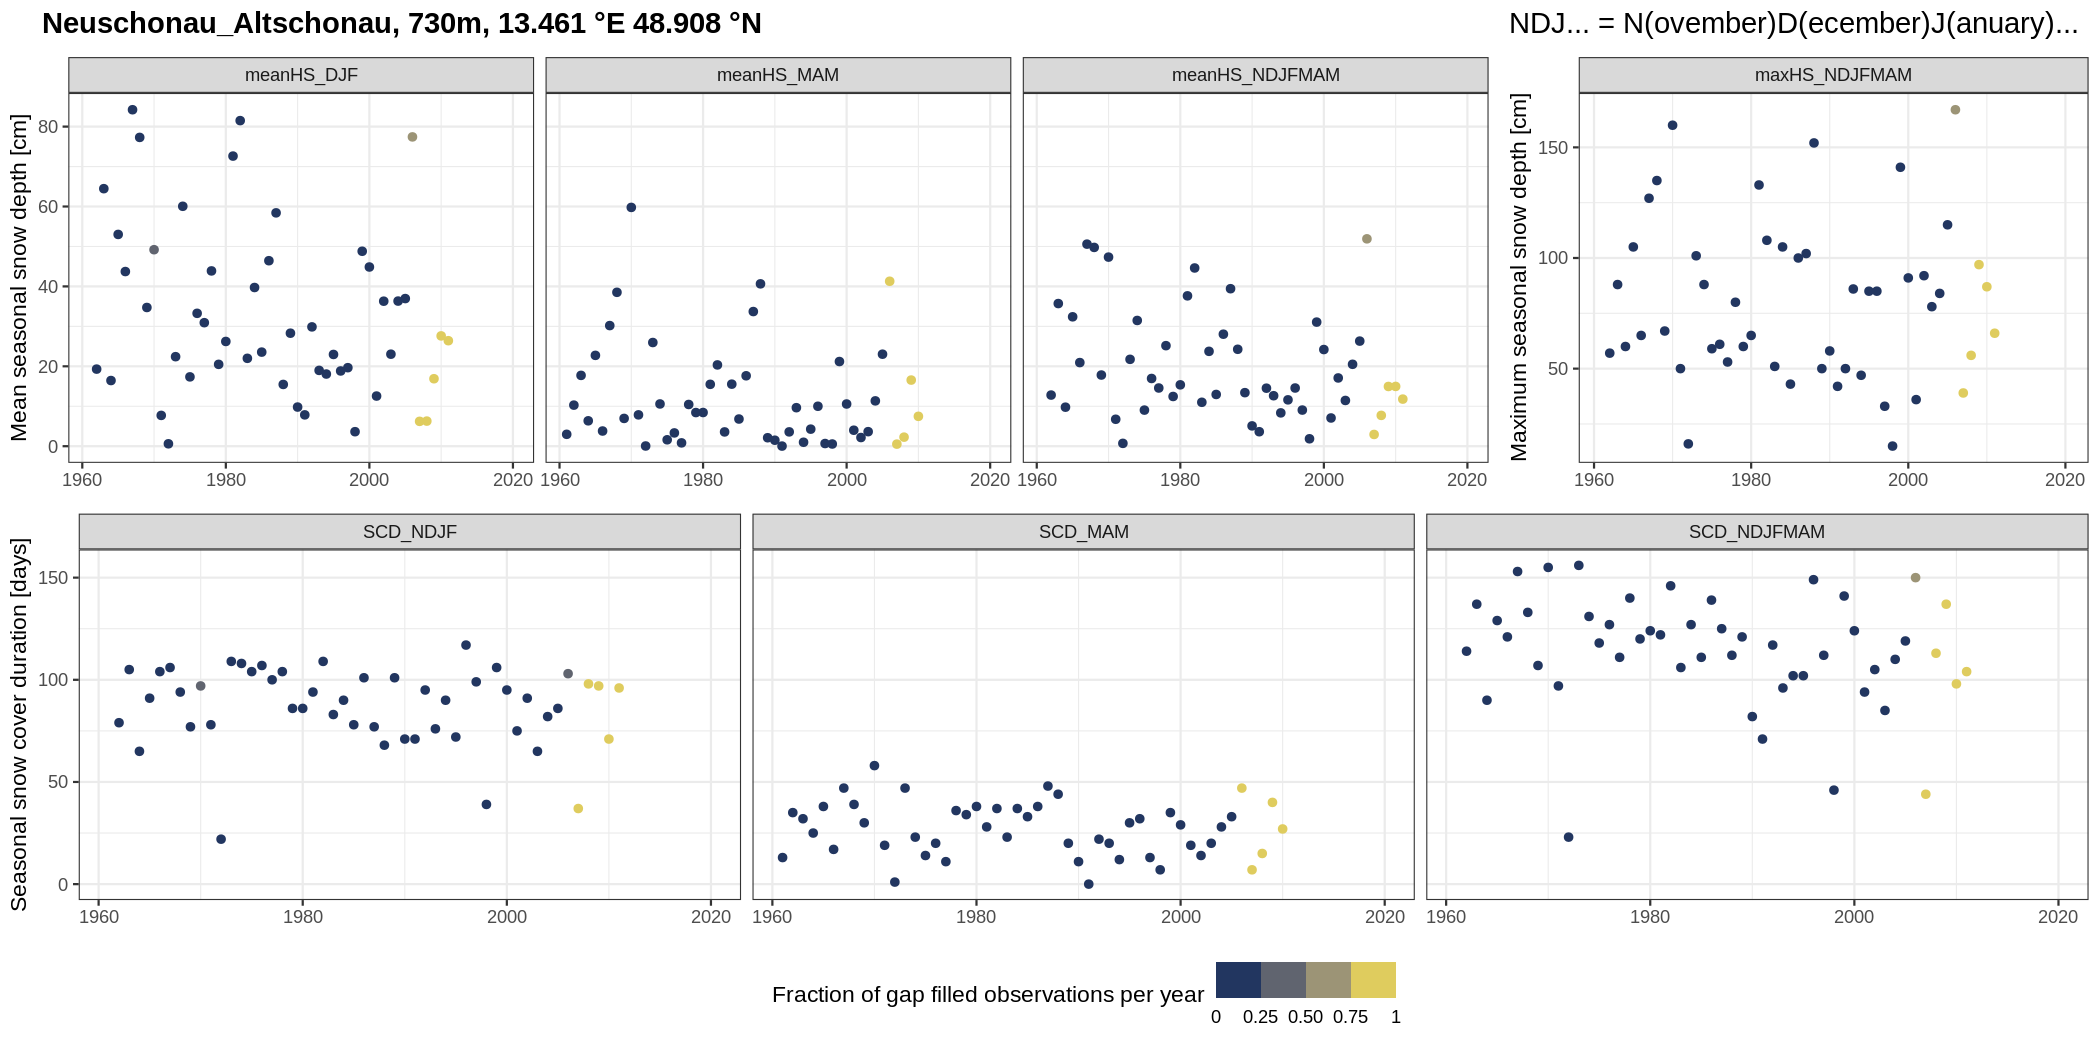 Neuschonau_Altschonau, 730m, 13.461 °E 48.908 °N
NDJ... = N(ovember)D(ecember)J(anuary)...
meanHS_DJF
meanHS_MAM
meanHS_NDJFMAM
maxHS_NDJFMAM
Mean seasonal snow depth [cm]
80
60
40
20
0
1960 1980 2000 2020
1960 1980 2000 2020
1960 1980 2000 2020
Maximum seasonal snow depth [cm]
150
100
50
1960 1980 2000 2020
SCD_NDJF
SCD_MAM
SCD_NDJFMAM
Seasonal snow cover duration [days]
150
100
50
0
1960 1980 2000 2020
1960 1980 2000 2020
1960 1980 2000 2020
Fraction of gap filled observations per year
0 0.25 0.50 0.75 1